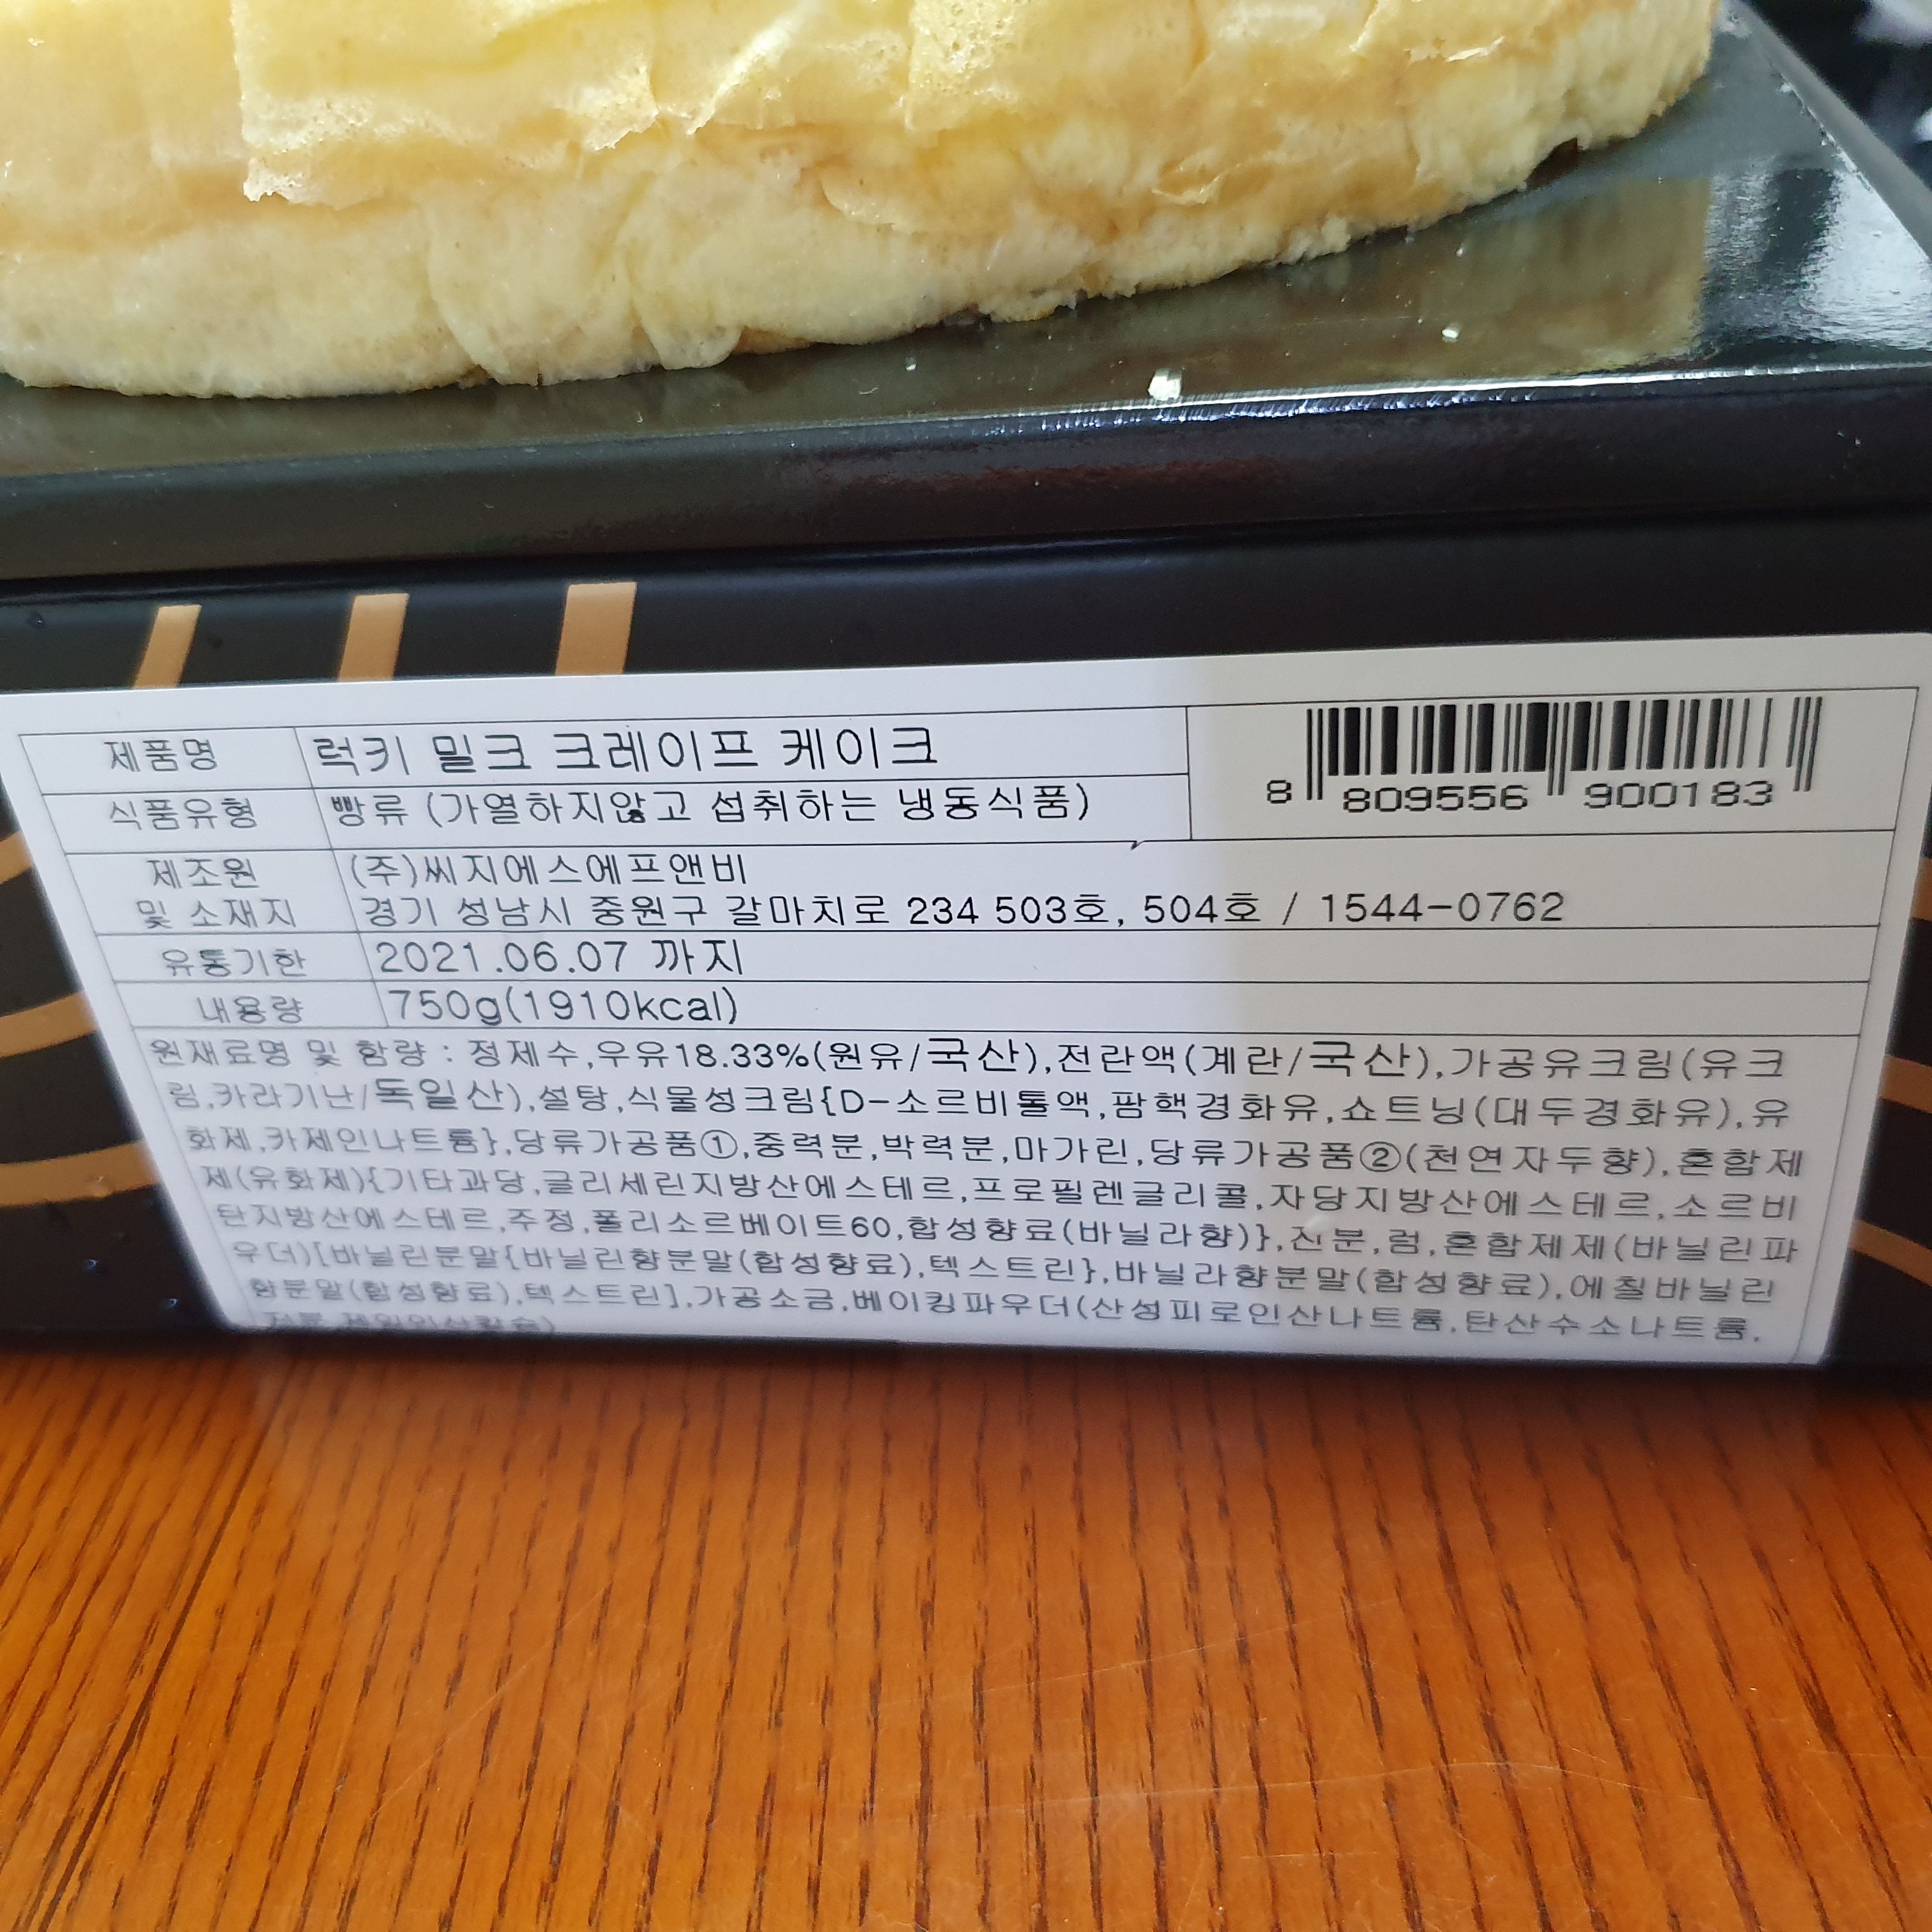 제품명 럭키 밀크 크레이프 케이크
식품유형 빵류 (가열하지않고 섭취하는 냉동식품)
8 809556 900183
제조원 (주)씨지에스에프앤비
및 소재지 경기 성남시 중원구 갈마치로 234 503호, 504호 / 1544-0762
유통기한 2021.06.07 까지
내용량 750g(1910kcal)
원재료명 및 함량 : 정제수,우유18.33%(원유/국산),전란액(계란/국산),가공유크림(유크
림,카라기난/독일산),설탕,식물성크림{D-소르비톨액,팜핵경화유,쇼트닝(대두경화유),유
화제,카제인나트륨},당류가공품①,중력분,박력분,마가린,당류가공품②(천연자두향),혼합제
제(유화제){기타과당,글리세린지방산에스테르,프로필렌글리콜,자당지방산에스테르,소르비
탄지방산에스테르,주정,폴리소르베이트60,합성향료(바닐라향)},전분,럼,혼합제제(바닐린파
우더)[바닐린분말{바닐린향분말(합성향료),텍스트린},바닐라향분말(합성향료),에칠바닐린
향분말(합성향료),텍스트린],가공소금,베이킹파우더(산성피로인산나트륨,탄산수소나트륨,